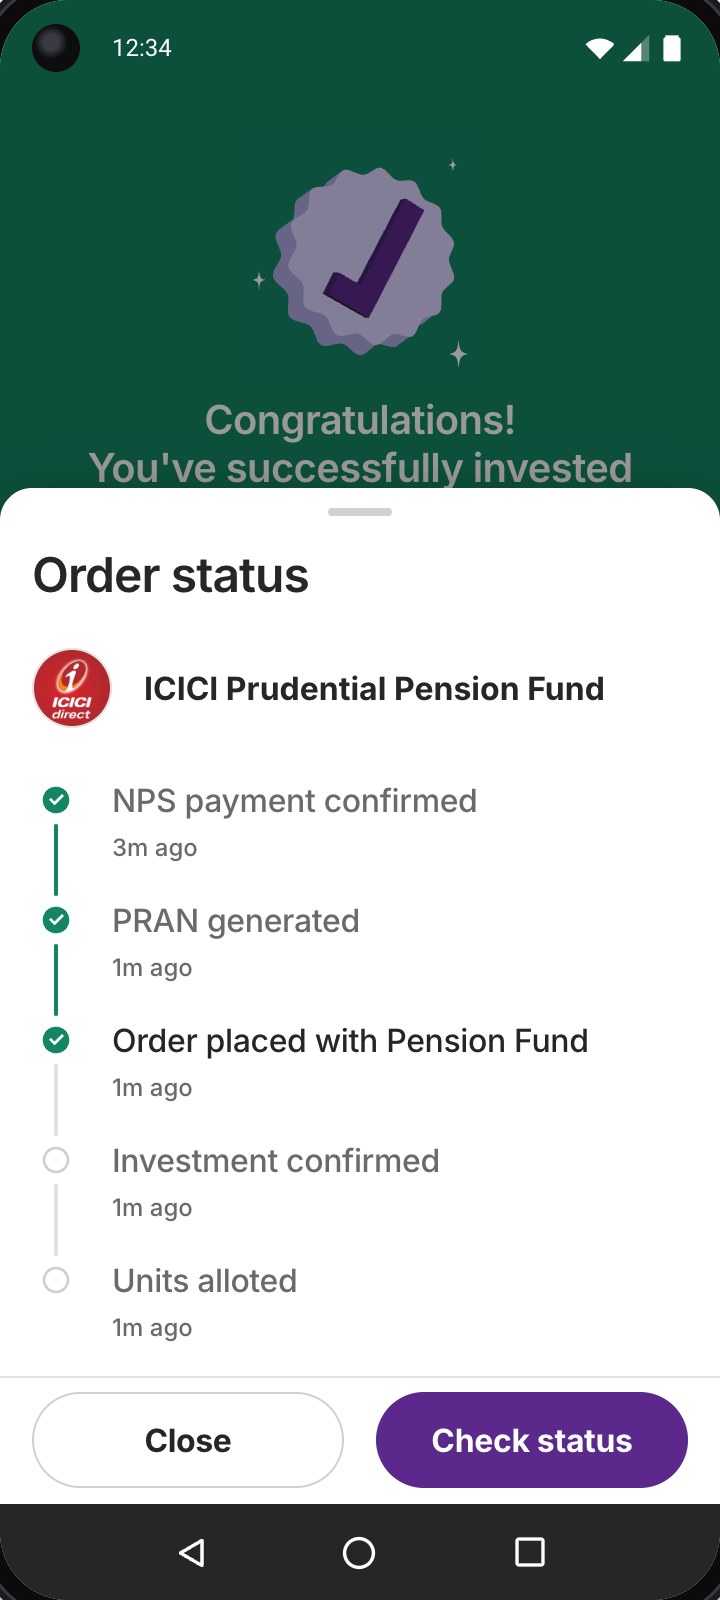 12:34
Congratulations!
You've successfully invested
Order status
ICICI
direct
ICICI Prudential Pension Fund
NPS payment confirmed
3m ago
PRAN generated
1m ago
Order placed with Pension Fund
1m ago
Investment confirmed
1m ago
Units alloted
1m ago
Close
Check status